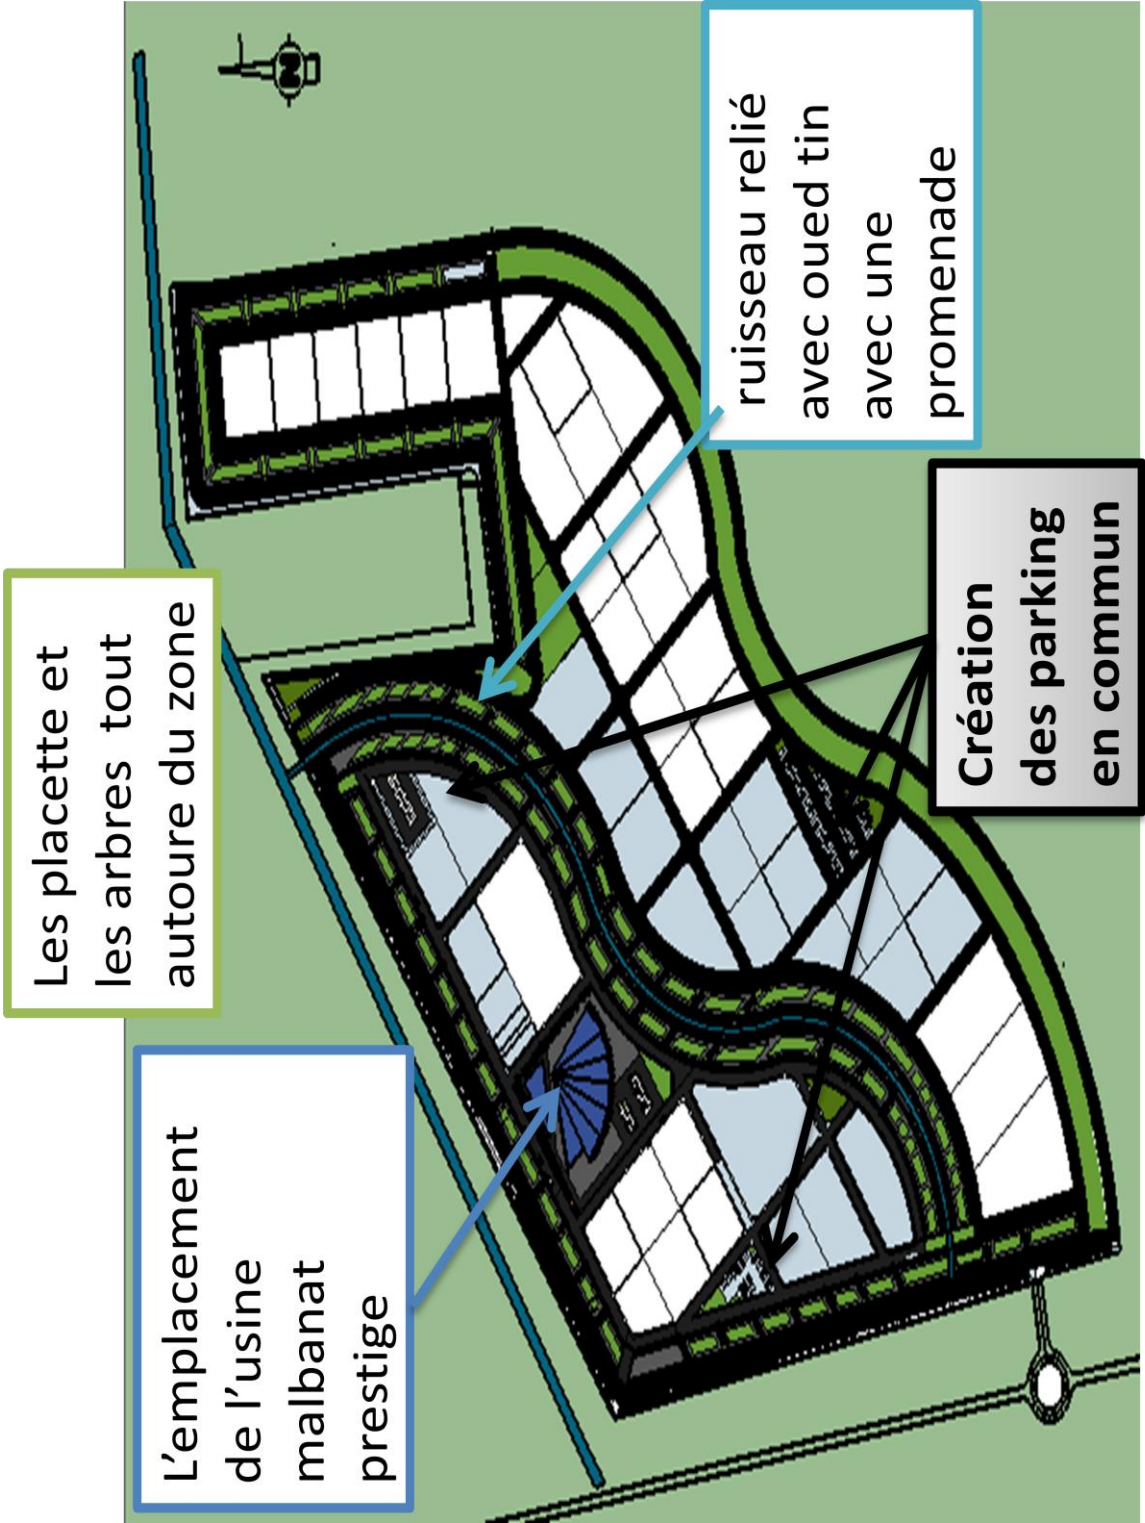 L'emplacement
de l'usine
malbanat
prestige
Les placette et
les arbres tout
autoure du zone
ruisseau relié
avec oued tin
avec une
promenade
Création
des parking
en commun
N